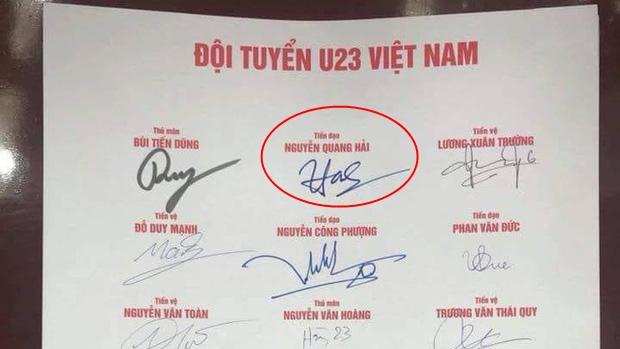 ĐỘI TUYỂN U23 VIỆT NAM
Thủ môn
BÙI TIẾN DŨNG
Tiền đạo
NGUYỄN QUANG HẢI
Tiền vệ
LƯƠNG XUÂN TRƯỜNG
Tiền vệ
ĐỖ DUY MẠNH
Tiền đạo
NGUYỄN CÔNG PHƯỢNG
Tiền đạo
PHAN VĂN ĐỨC
Tiền vệ
NGUYỄN VĂN TOÀN
Thủ môn
NGUYỄN VĂN HOÀNG
Tiền vệ
TRƯƠNG VĂN THÁI QUÝ